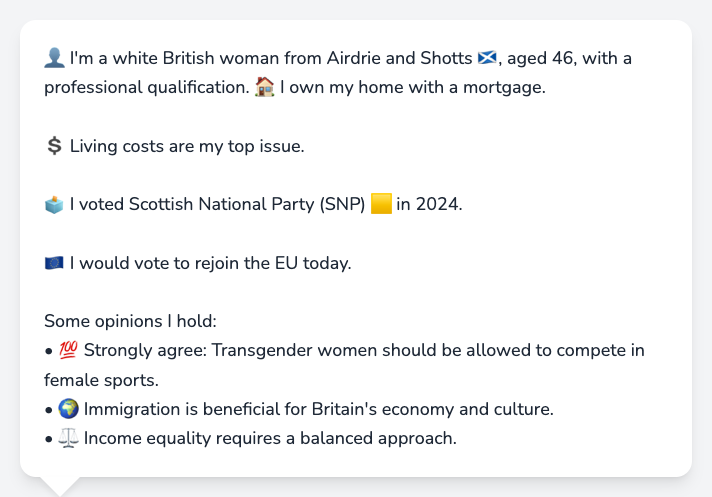 👤 I'm a white British woman from Airdrie and Shotts 🏴󠁧󠁢󠁳󠁣󠁴󠁿, aged 46, with a
professional qualification. 🏠 I own my home with a mortgage.
💲 Living costs are my top issue.
🗳️ I voted Scottish National Party (SNP) 🟨 in 2024.
🇪🇺 I would vote to rejoin the EU today.
Some opinions I hold:
• 💯 Strongly agree: Transgender women should be allowed to compete in
female sports.
• 🌍 Immigration is beneficial for Britain's economy and culture.
• ⚖️ Income equality requires a balanced approach.